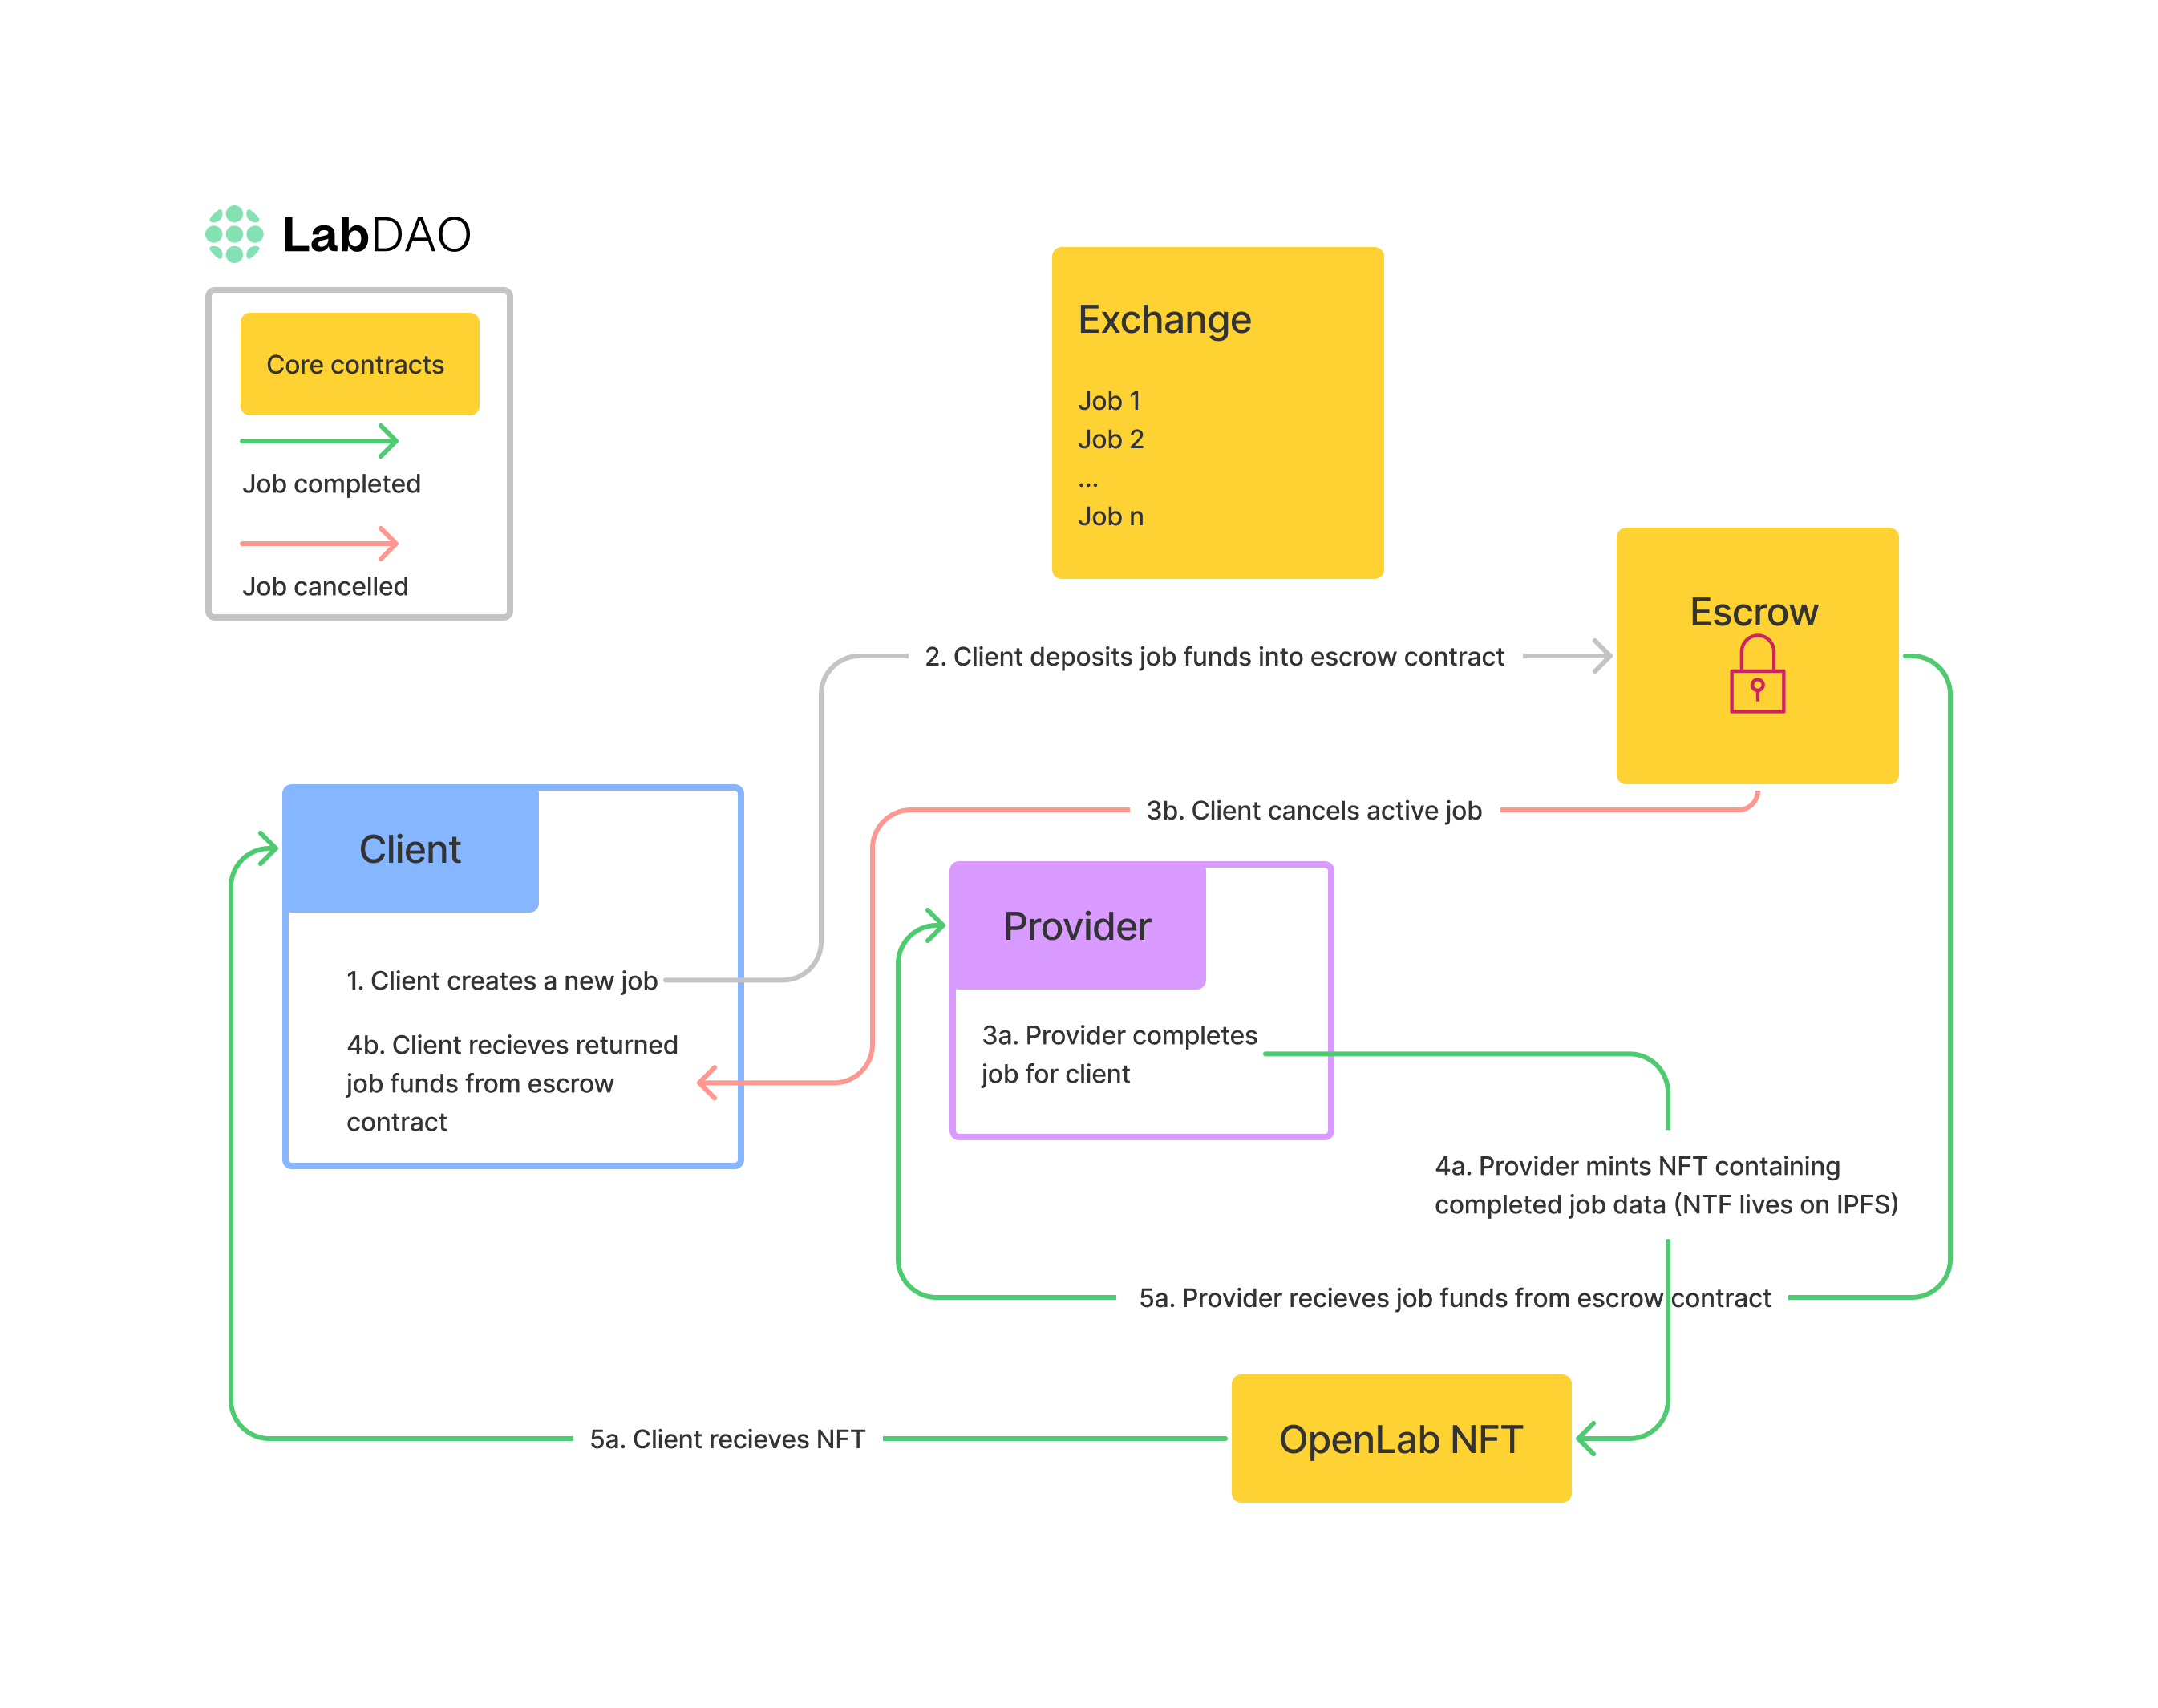 LabDAO
Core contracts
Job completed
Job cancelled
Exchange
Job 1
Job 2
...
Job n
Escrow
2. Client deposits job funds into escrow contract
3b. Client cancels active job
Client
1. Client creates a new job
4b. Client recieves returned
job funds from escrow
contract
Provider
3a. Provider completes
job for client
4a. Provider mints NFT containing
completed job data (NTF lives on IPFS)
5a. Provider recieves job funds from escrow contract
5a. Client recieves NFT
OpenLab NFT